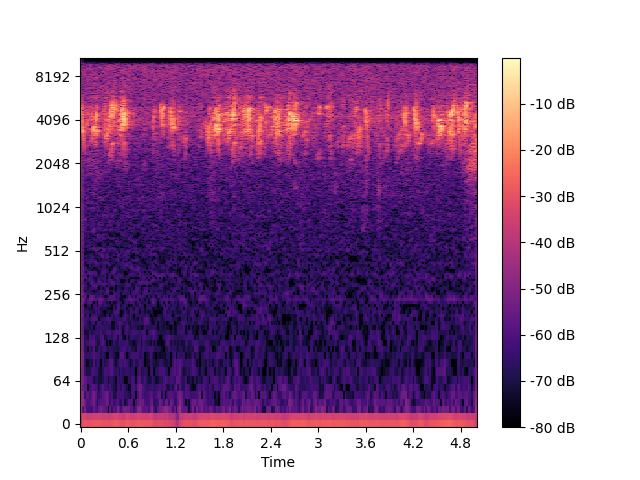 8192
4096
2048
1024
512
256
128
64
0
Hz
0 0.6 1.2 1.8 2.4 3 3.6 4.2 4.8
Time
-10 dB
-20 dB
-30 dB
-40 dB
-50 dB
-60 dB
-70 dB
-80 dB